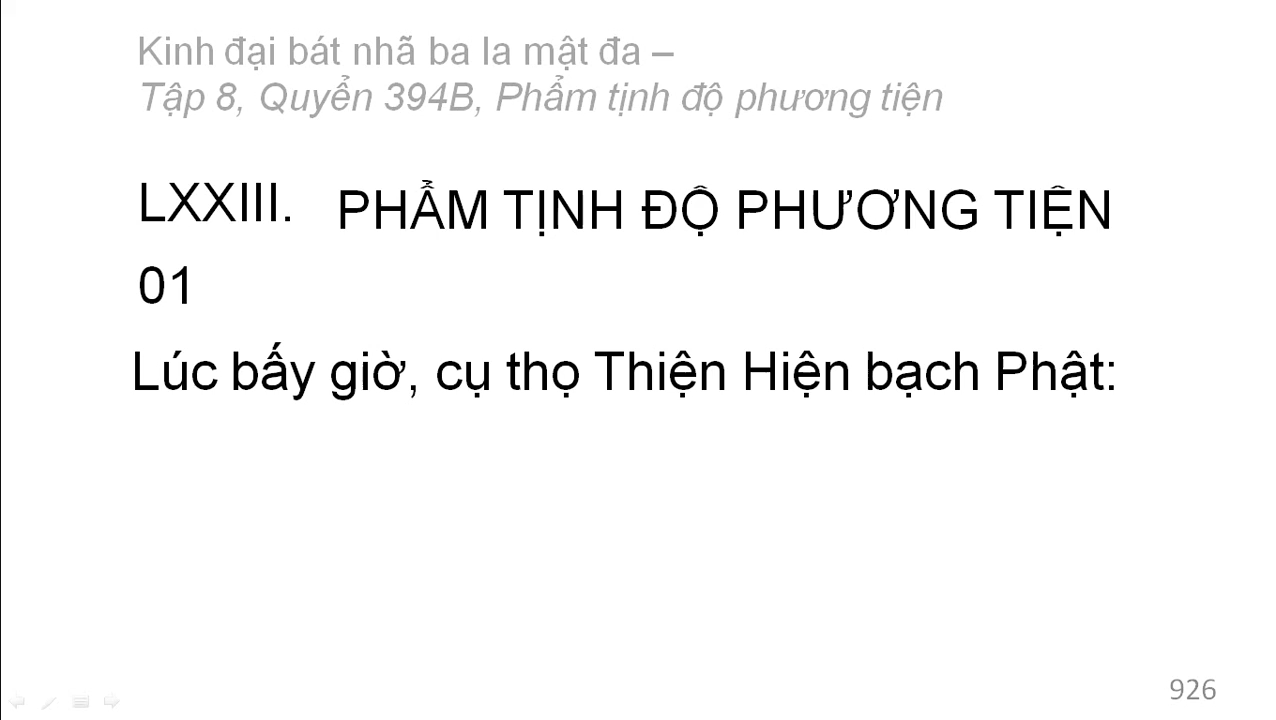 Kinh đại bát nhã ba la mật đa –
Tập 8, Quyển 394B, Phẩm tịnh độ phương tiện
LXXIII. PHẨM TỊNH ĐỘ PHƯƠNG TIỆN
01
Lúc bấy giờ, cụ thọ Thiện Hiện bạch Phật:
926